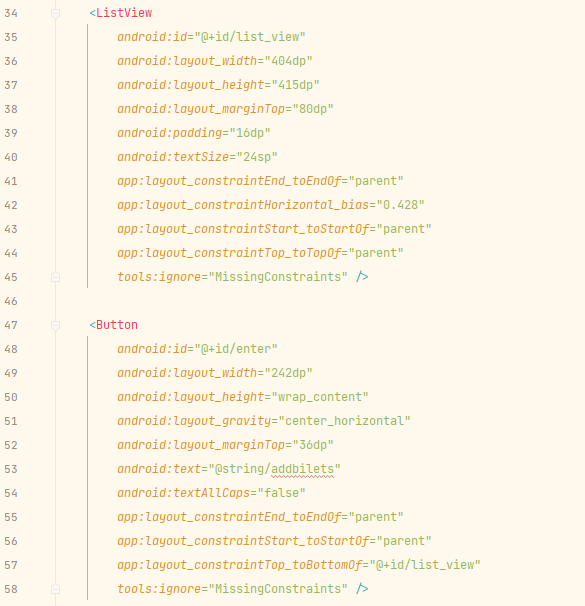 34 <ListView
35 android:id="@+id/list_view"
36 android:layout_width="404dp"
37 android:layout_height="415dp"
38 android:layout_marginTop="80dp"
39 android:padding="16dp"
40 android:textSize="24sp"
41 app:layout_constraintEnd_toEndOf="parent"
42 app:layout_constraintHorizontal_bias="0.428"
43 app:layout_constraintStart_toStartOf="parent"
44 app:layout_constraintTop_toTopOf="parent"
45 tools:ignore="MissingConstraints" />
46
47 <Button
48 android:id="@+id/enter"
49 android:layout_width="242dp"
50 android:layout_height="wrap_content"
51 android:layout_gravity="center_horizontal"
52 android:layout_marginTop="36dp"
53 android:text="@string/addbilets"
54 android:textAllCaps="false"
55 app:layout_constraintEnd_toEndOf="parent"
56 app:layout_constraintStart_toStartOf="parent"
57 app:layout_constraintTop_toBottomOf="@+id/list_view"
58 tools:ignore="MissingConstraints" />